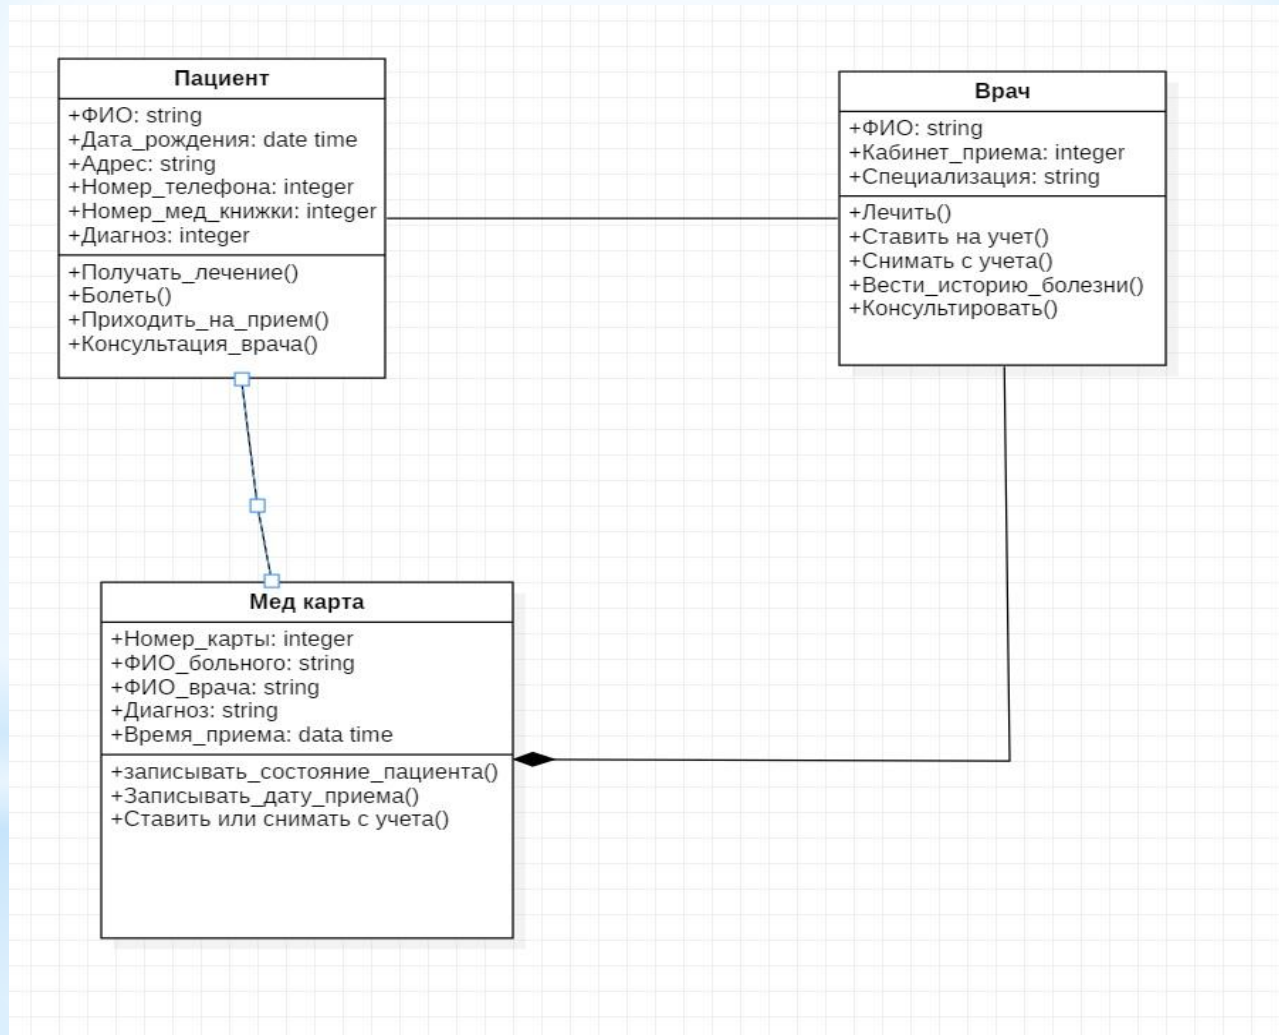 Пациент
+ФИО: string
+Дата_рождения: date time
+Адрес: string
+Номер_телефона: integer
+Номер_мед_книжки: integer
+Диагноз: integer
+Получать_лечение()
+Болеть()
+Приходить_на_прием()
+Консультация_врача()
Врач
+ФИО: string
+Кабинет_приема: integer
+Специализация: string
+Лечить()
+Ставить на учет()
+Снимать с учета()
+Вести_историю_болезни()
+Консультировать()
Мед карта
+Номер_карты: integer
+ФИО_больного: string
+ФИО_врача: string
+Диагноз: string
+Время_приема: data time
+записывать_состояние_пациента()
+Записывать_дату_приема()
+Ставить или снимать с учета()